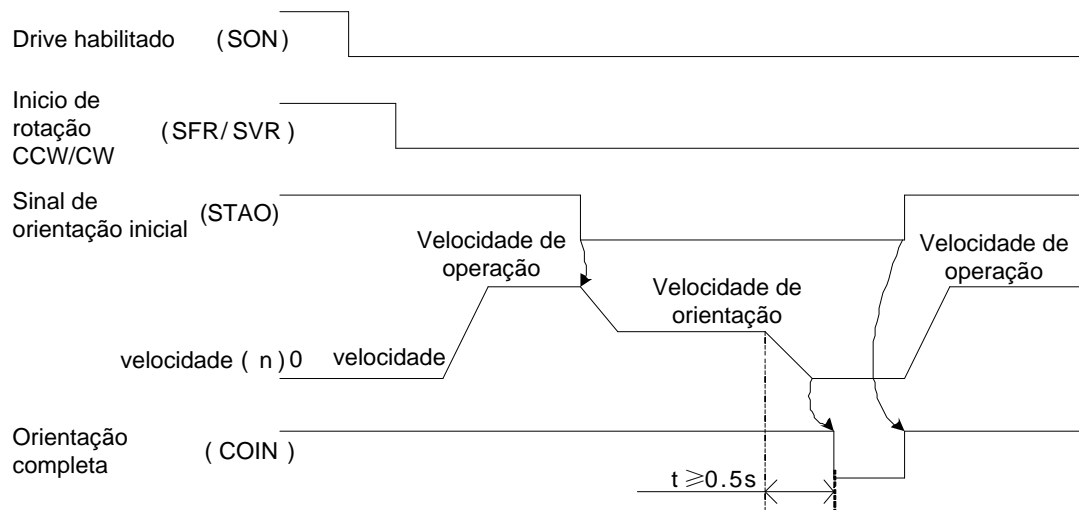 Drive habilitado (SON)
Inicio de
rotação (SFR/SVR)
CCW/CW
Sinal de
orientação inicial (STAO)
Velocidade de
operação
Velocidade de
orientação
Velocidade de
operação
velocidade (n) 0 velocidade
Orientação
completa (COIN)
t ≥0.5s